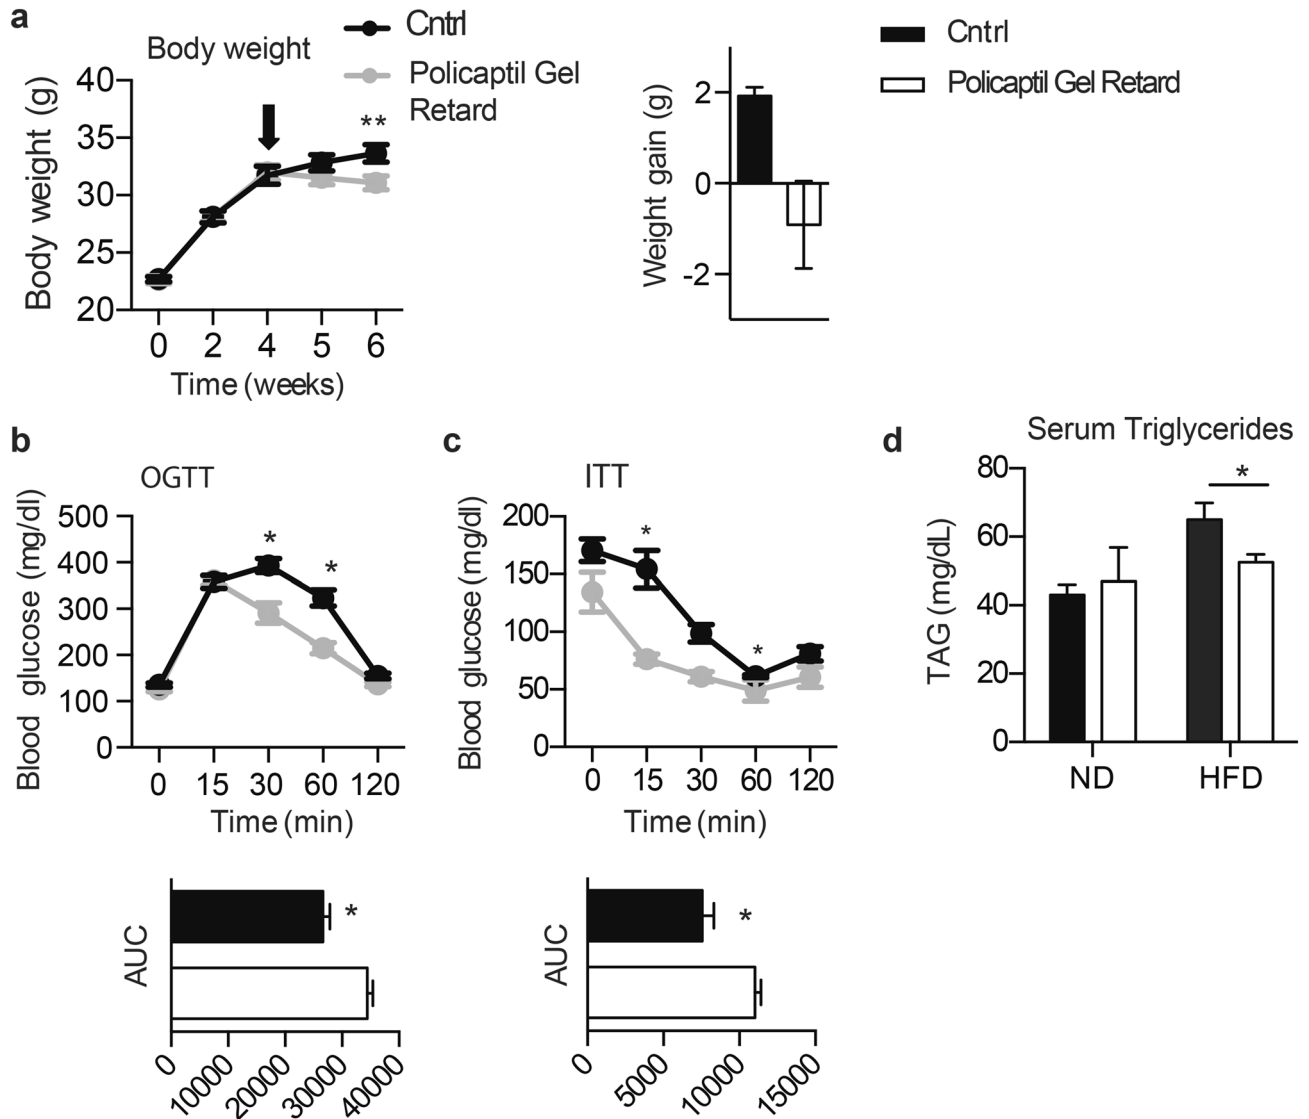 a
Body weight
Cntrl
Policaptil Gel
Retard
Body weight (g)
40
35
30
25
20
**
0 2 4 5 6
Time (weeks)
Weight gain (g)
2
0
-2
Cntrl
Policaptil Gel Retard
b
OGTT
Blood glucose (mg/dl)
500
400
300
200
100
0
*
*
0 15 30 60 120
Time (min)
AUC
*
0 10000 20000 30000 40000
c
ITT
Blood glucose (mg/dl)
200
150
100
50
0
*
*
0 15 30 60 120
Time (min)
AUC
*
0 5000 10000 15000
d
Serum Triglycerides
TAG (mg/dL)
80
60
40
20
0
*
ND HFD